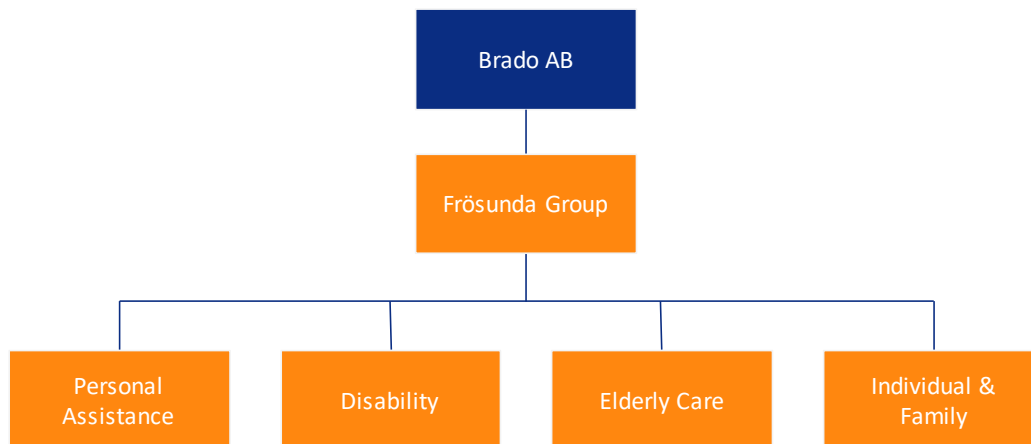 Brado AB
Frösunda Group
Personal
Assistance
Disability
Elderly Care
Individual &
Family